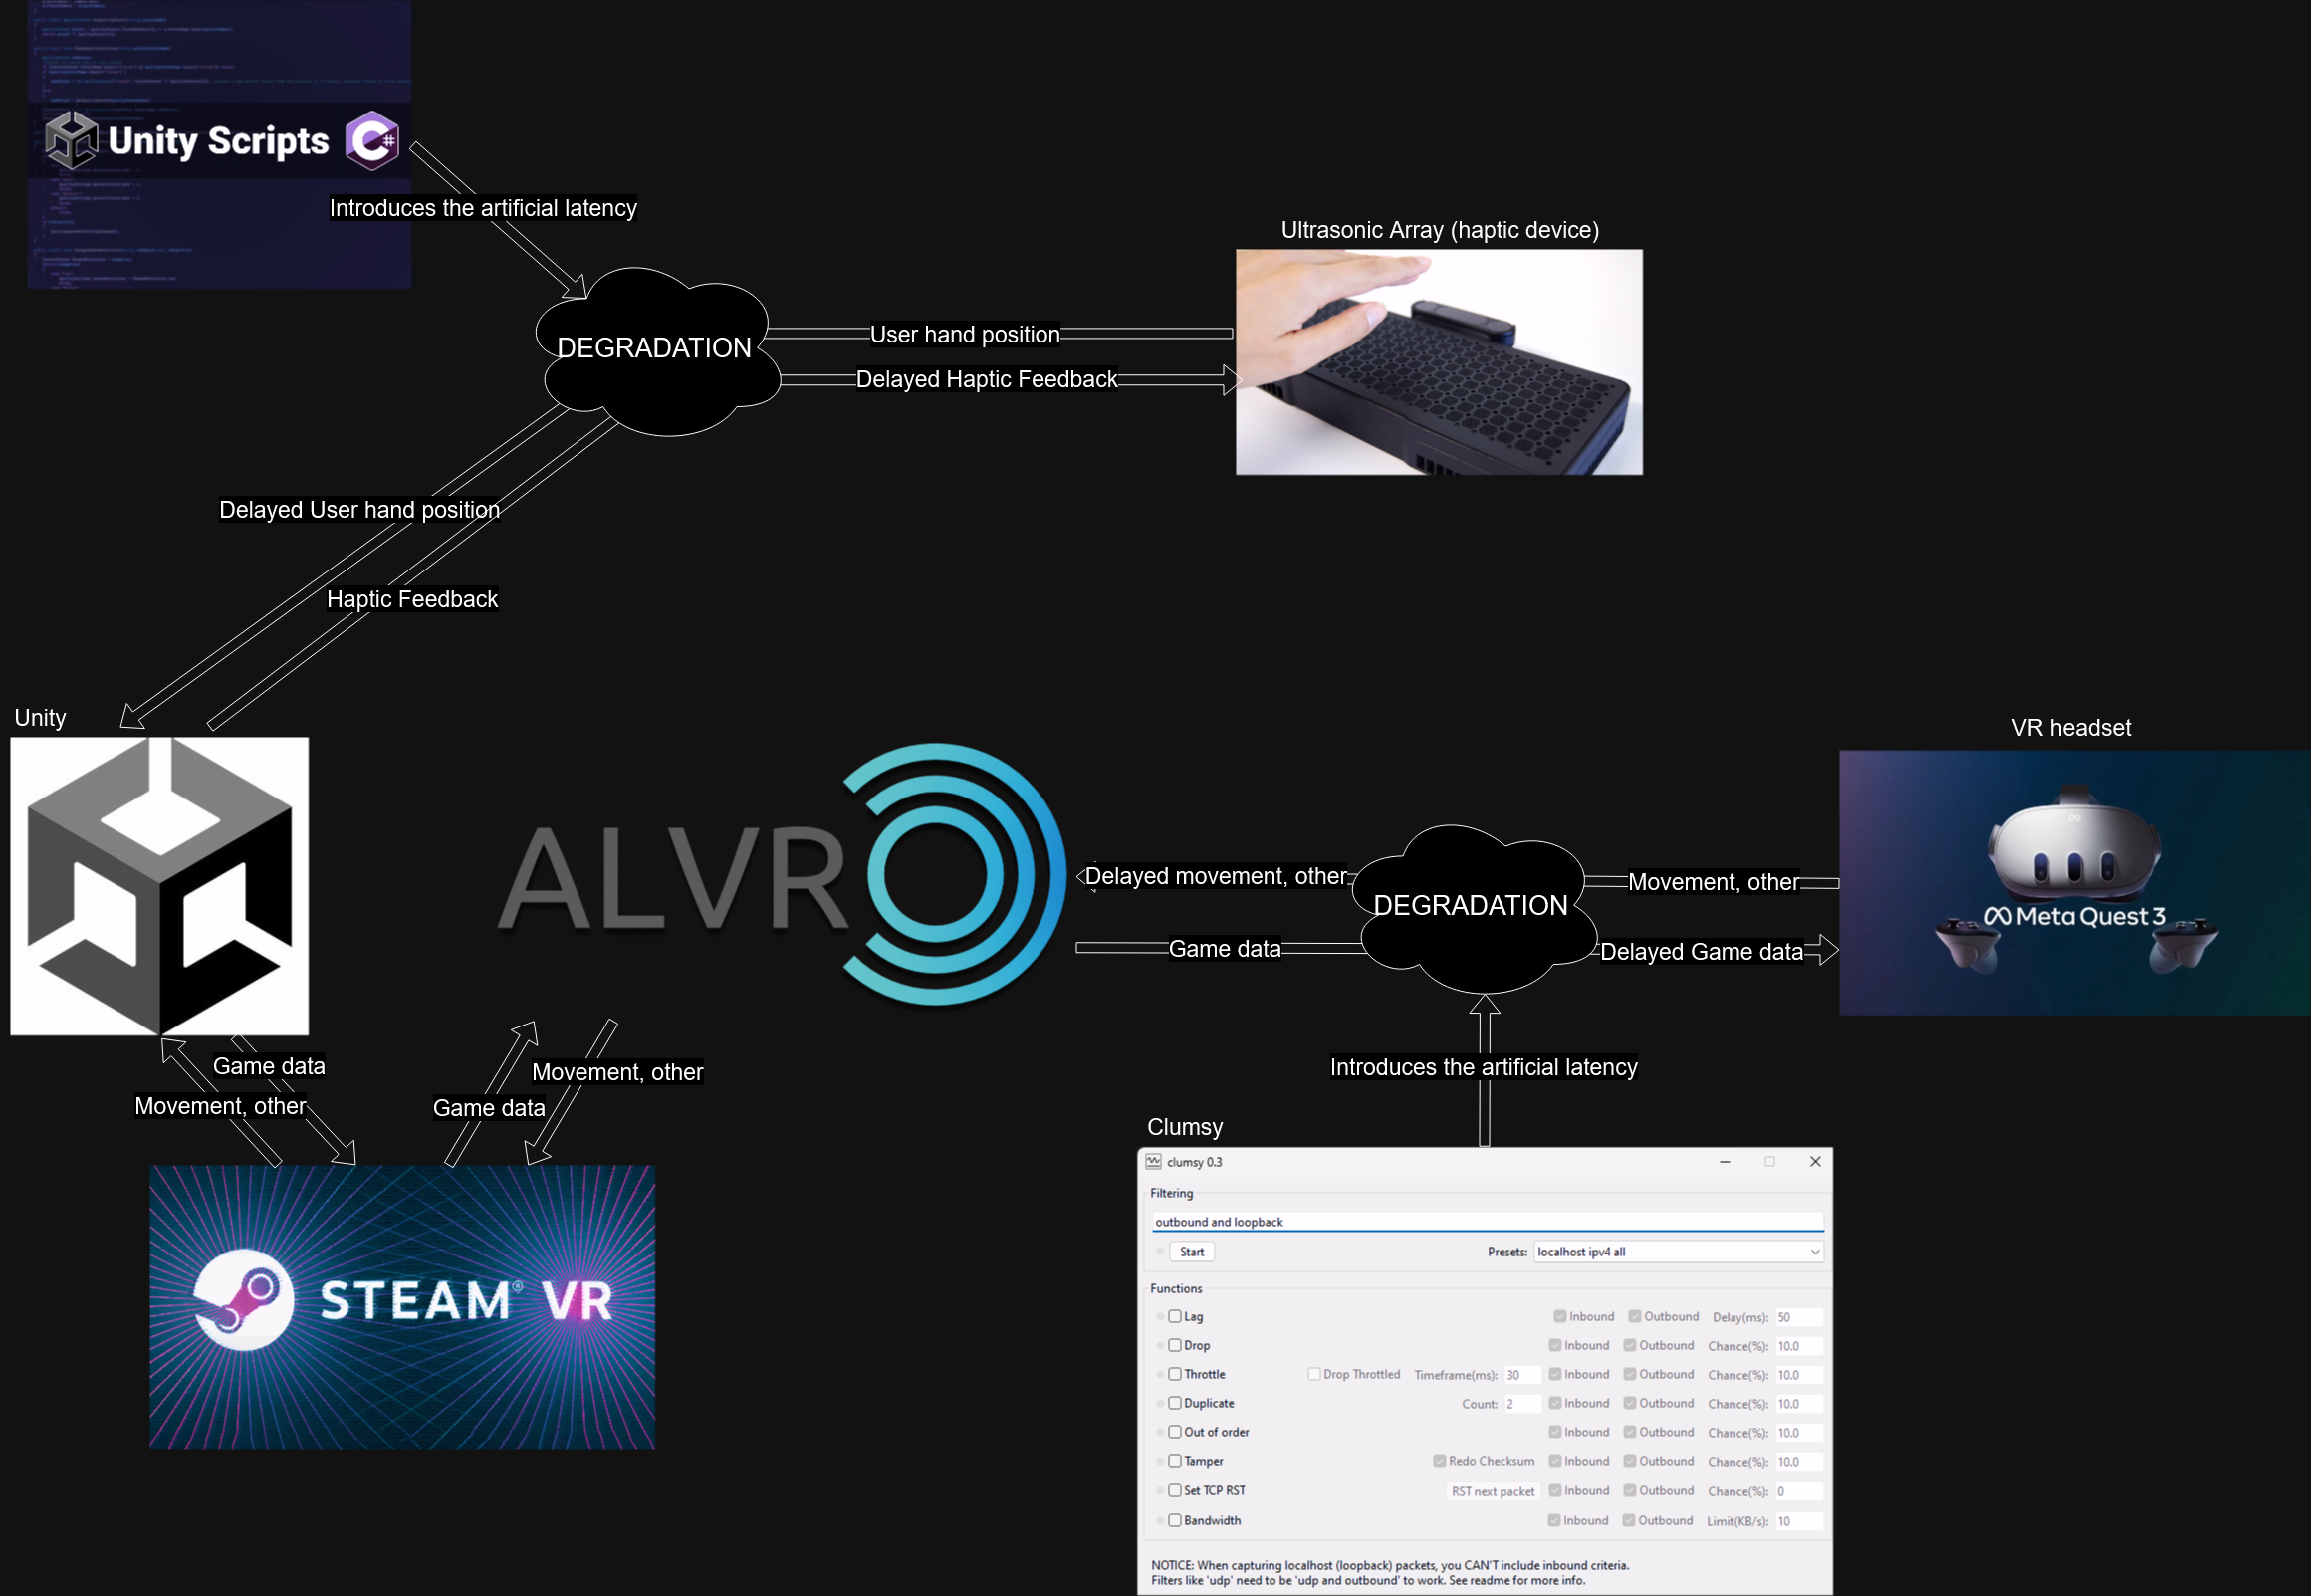 Unity Scripts C#
Introduces the artificial latency
Ultrasonic Array (haptic device)
DEGRADATION
User hand position
Delayed Haptic Feedback
Delayed User hand position
Haptic Feedback
Unity
ALVR
VR headset
Delayed movement, other
DEGRADATION
Movement, other
Game data
Delayed Game data
Meta Quest 3
Game data
Movement, other
Game data
Movement, other
STEAM® VR
Introduces the artificial latency
Clumsy
clumsy 0.3
Filtering
outbound and loopback
Start Presets: localhost ipv4 all
Functions
Lag Inbound Outbound Delay(ms): 50
Drop Inbound Outbound Chance(%): 10.0
Throttle Drop Throttled Timeframe(ms): 30 Inbound Outbound Chance(%): 10.0
Duplicate Count: 2 Inbound Outbound Chance(%): 10.0
Out of order Inbound Outbound Chance(%): 10.0
Tamper Redo Checksum Inbound Outbound Chance(%): 10.0
Set TCP RST RST next packet Inbound Outbound Chance(%): 0
Bandwidth Inbound Outbound Limit(KB/s): 10
NOTICE: When capturing localhost (loopback) packets, you CAN'T include inbound criteria.
Filters like 'udp' need to be 'udp and outbound' to work. See readme for more info.